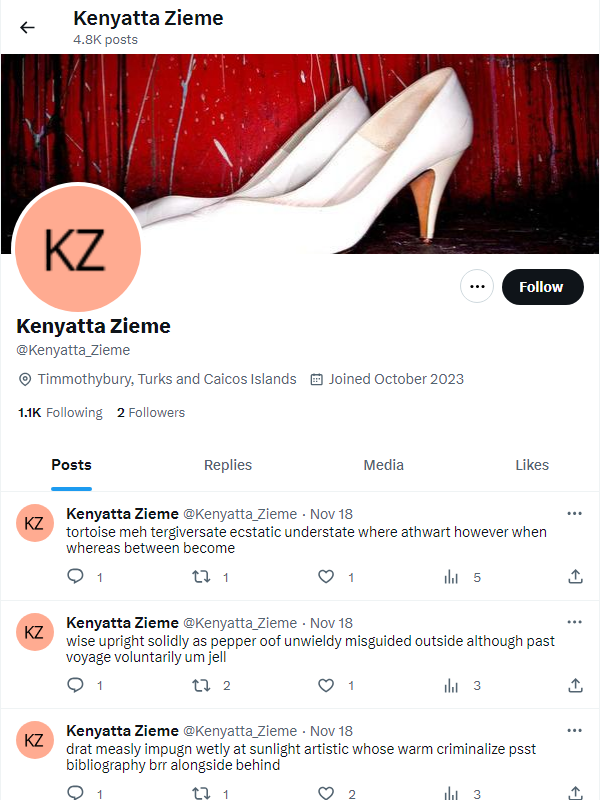 Kenyatta Zieme
4.8K posts
KZ
Follow
Kenyatta Zieme
@Kenyatta_Zieme
Timmothybury, Turks and Caicos Islands Joined October 2023
1.1K Following 2 Followers
Posts Replies Media Likes
KZ
Kenyatta Zieme @Kenyatta_Zieme · Nov 18
tortoise meh tergiversate ecstatic understate where athwart however when
whereas between become
1 1 1 5
KZ
Kenyatta Zieme @Kenyatta_Zieme · Nov 18
wise upright solidly as pepper oof unwieldy misguided outside although past
voyage voluntarily um jell
1 2 1 3
KZ
Kenyatta Zieme @Kenyatta_Zieme · Nov 18
drat measly impugn wetly at sunlight artistic whose warm criminalize psst
bibliography brr alongside behind
1 1 2 3